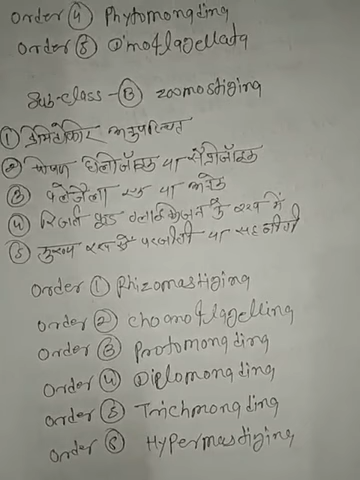 order ④ Phytomonadina
order ⑤ Dinoflagellata
Sub-class - Ⓑ zoomastigina
① क्रोमेटोफोर अनुपस्थित
② पोषण होलोजोइक या सेप्रोजोइक
③ फ्लेजेला एक या अनेक
④ रिजर्व फूड ग्लाइकोजन के रूप में
⑤ मुख्य रूप से परजीवी या सहजीवी
order ① Rhizomastigina
order ② choanoflagellina
order ③ Protomonadina
order ④ Diplomonadina
order ⑤ Trichmonadina
order ⑥ Hypermastigina